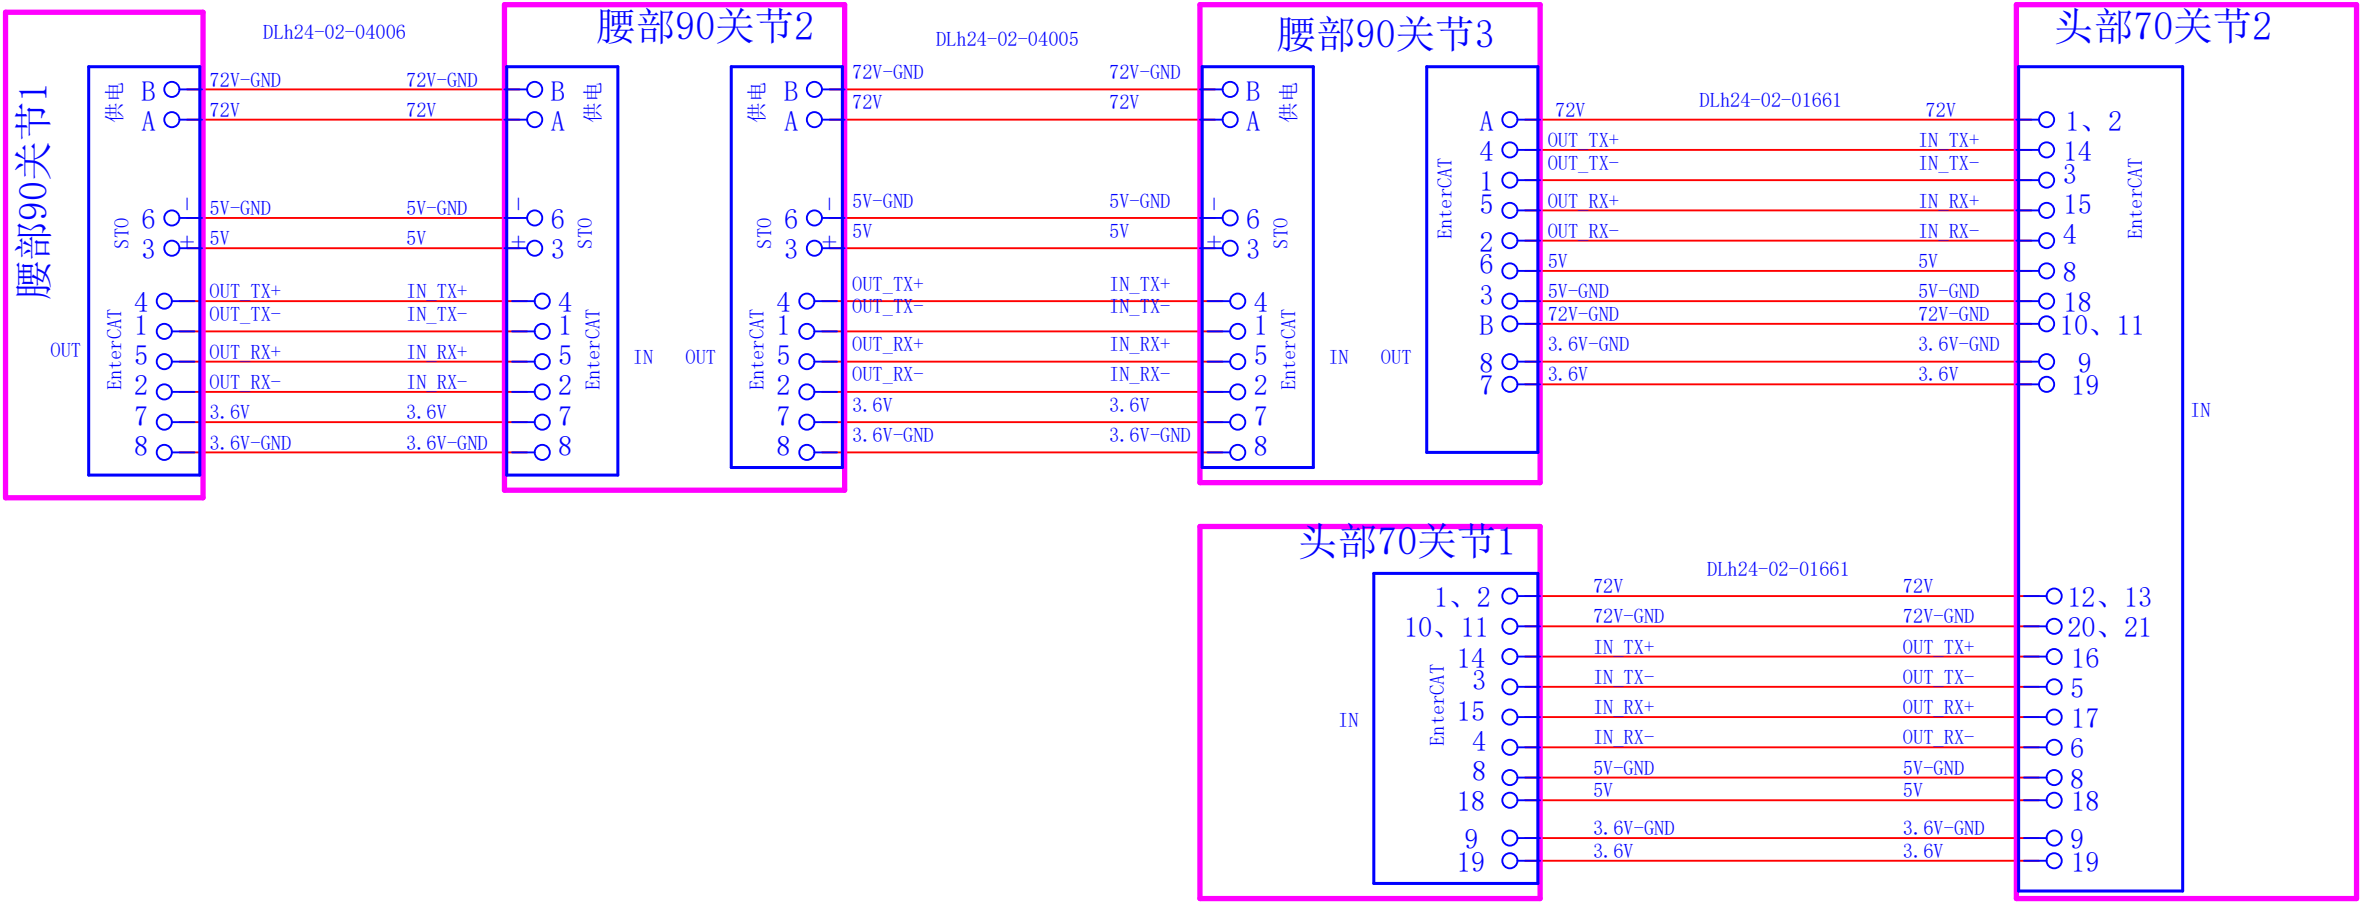 腰部90关节1
OUT
供电
B
A
STO
6
-
3
+
EnterCAT
4
1
5
2
7
8
DLh24-02-04006
72V-GND 72V-GND
72V 72V
5V-GND 5V-GND
5V 5V
OUT_TX+ IN_TX+
OUT_TX- IN_TX-
OUT_RX+ IN_RX+
OUT_RX- IN_RX-
3.6V 3.6V
3.6V-GND 3.6V-GND
腰部90关节2
B
A
供电
-
6
+
3
STO
4
1
5
2
7
8
EnterCAT
IN
OUT
供电
B
A
STO
6
-
3
+
EnterCAT
4
1
5
2
7
8
DLh24-02-04005
72V-GND 72V-GND
72V 72V
5V-GND 5V-GND
5V 5V
OUT_TX+ IN_TX+
OUT_TX- IN_TX-
OUT_RX+ IN_RX+
OUT_RX- IN_RX-
3.6V 3.6V
3.6V-GND 3.6V-GND
腰部90关节3
B
A
供电
-
6
+
3
STO
4
1
5
2
7
8
EnterCAT
IN
OUT
EnterCAT
A
4
1
5
2
6
3
B
8
7
DLh24-02-01661
72V 72V
OUT_TX+ IN_TX+
OUT_TX- IN_TX-
OUT_RX+ IN_RX+
OUT_RX- IN_RX-
5V 5V
5V-GND 5V-GND
72V-GND 72V-GND
3.6V-GND 3.6V-GND
3.6V 3.6V
头部70关节2
1、2
14
3
15
4
8
18
10、11
9
19
EnterCAT
IN
头部70关节1
IN
EnterCAT
1、2
10、11
14
3
15
4
8
18
9
19
DLh24-02-01661
72V 72V
72V-GND 72V-GND
IN_TX+ OUT_TX+
IN_TX- OUT_TX-
IN_RX+ OUT_RX+
IN_RX- OUT_RX-
5V-GND 5V-GND
5V 5V
3.6V-GND 3.6V-GND
3.6V 3.6V
12、13
20、21
16
5
17
6
8
18
9
19